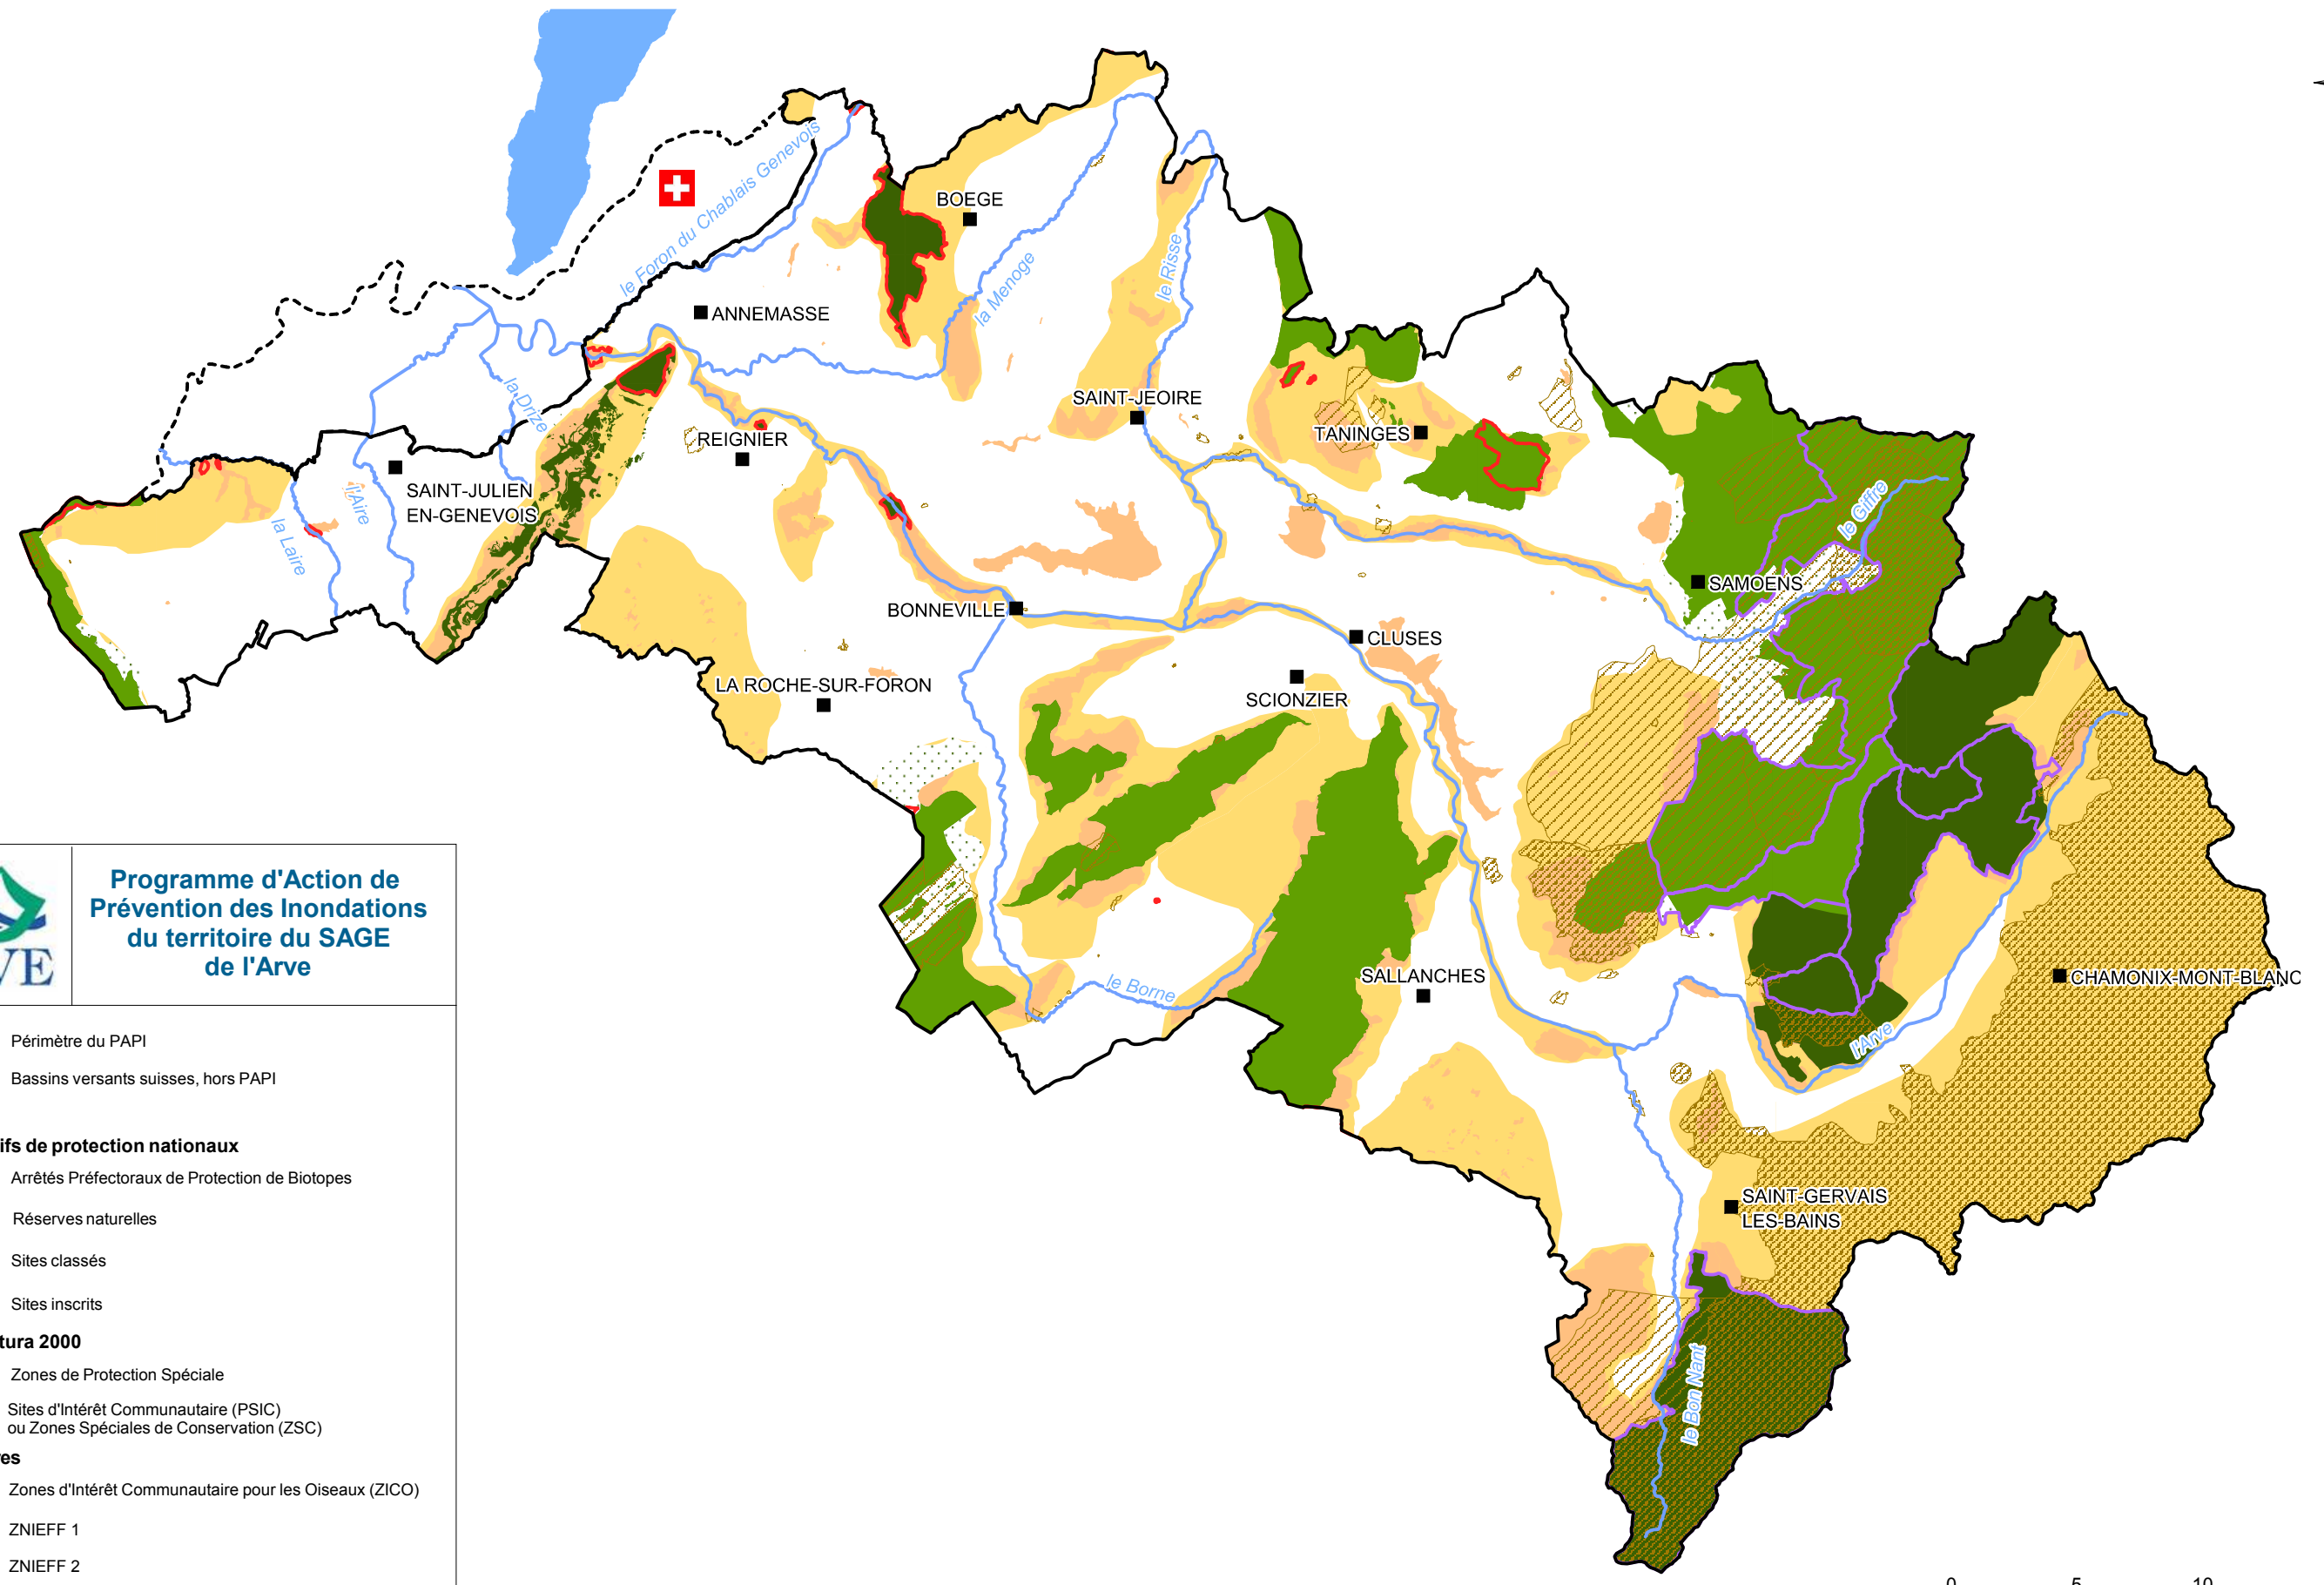 le Foron du Chablais Genevois
BOEGE
la Menoge
le Risse
ANNEMASSE
la Drize
SAINT-JEOIRE
TANINGES
REIGNIER
SAINT-JULIEN
EN-GENEVOIS
l'Aire
la Laire
le Giffre
SAMOENS
BONNEVILLE
CLUSES
LA ROCHE-SUR-FORON
SCIONZIER
SALLANCHES
le Borne
CHAMONIX-MONT-BLANC
l'Arve
SAINT-GERVAIS
LES-BAINS
le Bon Nant
VE
Programme d'Action de
Prévention des Inondations
du territoire du SAGE
de l'Arve
Périmètre du PAPI
Bassins versants suisses, hors PAPI
ifs de protection nationaux
Arrêtés Préfectoraux de Protection de Biotopes
Réserves naturelles
Sites classés
Sites inscrits
tura 2000
Zones de Protection Spéciale
Sites d'Intérêt Communautaire (PSIC)
ou Zones Spéciales de Conservation (ZSC)
res
Zones d'Intérêt Communautaire pour les Oiseaux (ZICO)
ZNIEFF 1
ZNIEFF 2
0 5 10